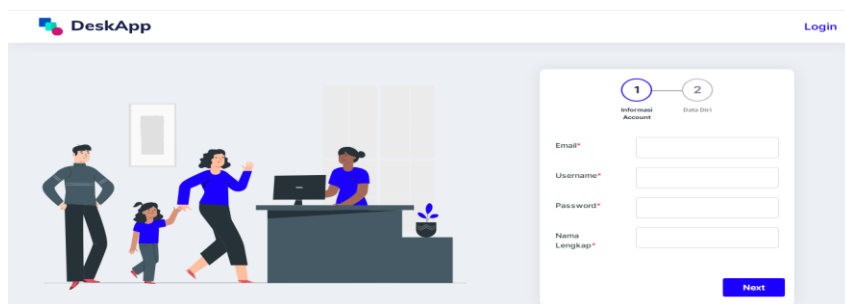 DeskApp
Login
1
2
Informasi
Account
Data Diri
Email*
Username*
Password*
Nama
Lengkap*
Next